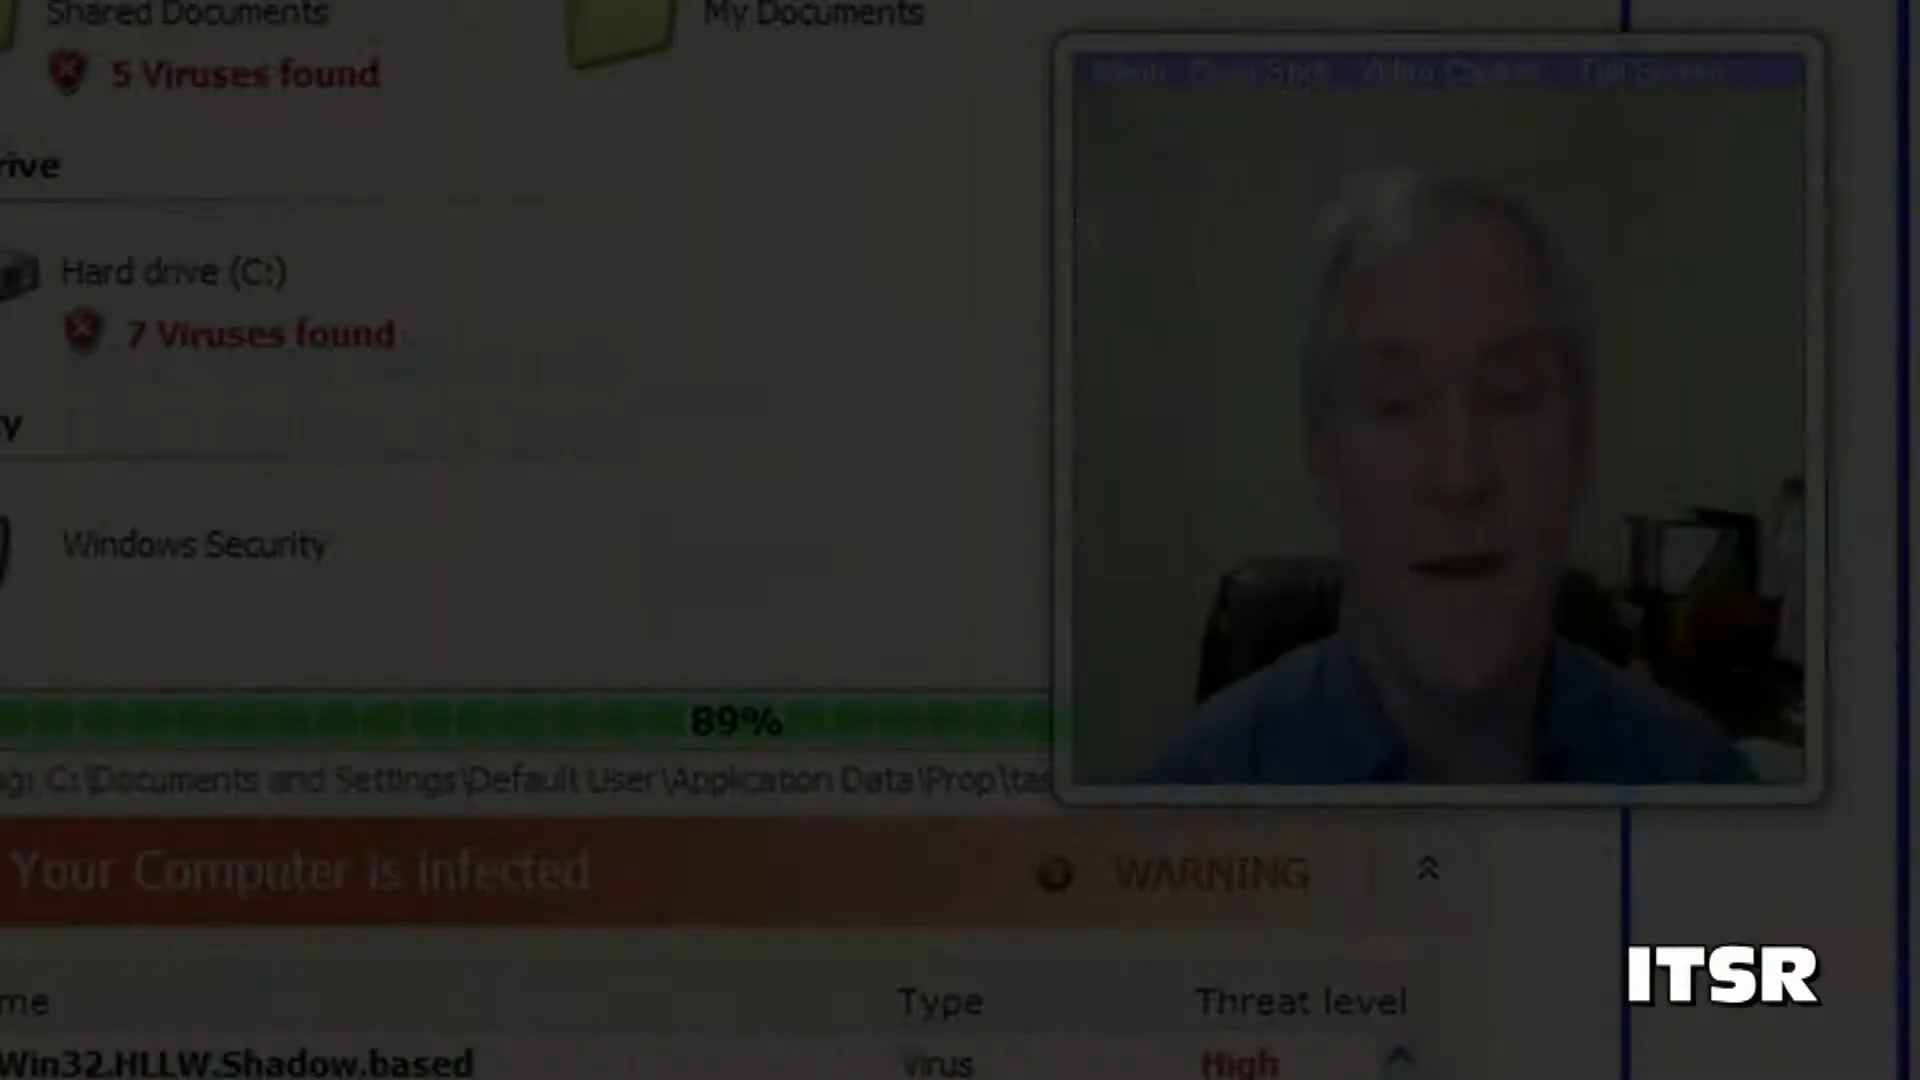 Shared Documents
My Documents
5 Viruses found
rive
Hard drive (C:)
7 Viruses found
y
Windows Security
89%
g: C:\Documents and Settings\Default User\Application Data\Prop\tas
Your Computer is infected
WARNING
ITSR
me
Type
Threat level
Win32.HLLW.Shadow.based
Virus
High